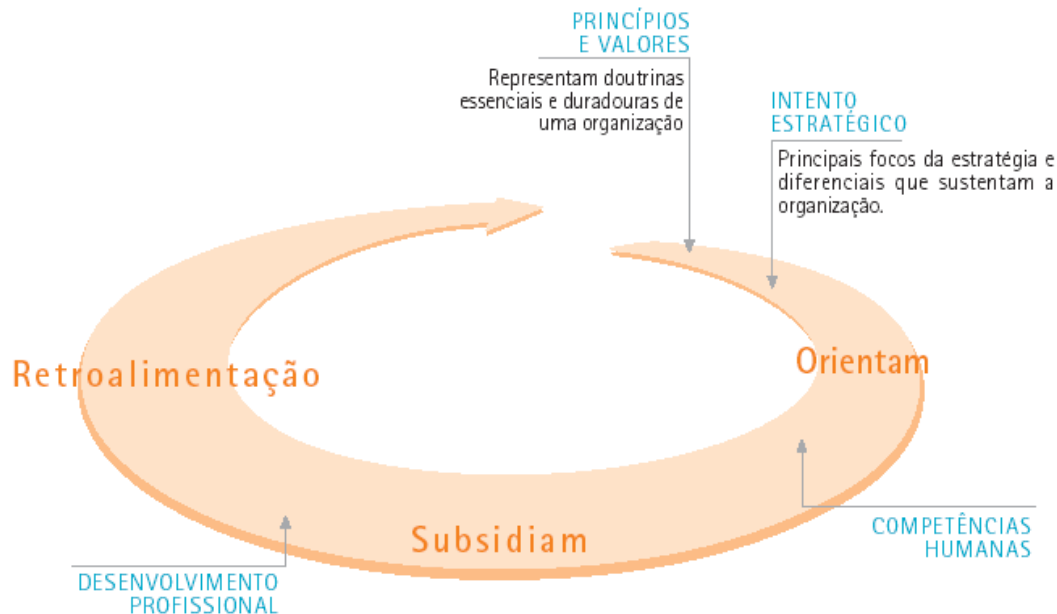 PRINCÍPIOS
E VALORES
Representam doutrinas
essenciais e duradouras de
uma organização
INTENTO
ESTRATÉGICO
Principais focos da estratégia e
diferenciais que sustentam a
organização.
Orientam
Retroalimentação
COMPETÊNCIAS
HUMANAS
Subsidiam
DESENVOLVIMENTO
PROFISSIONAL